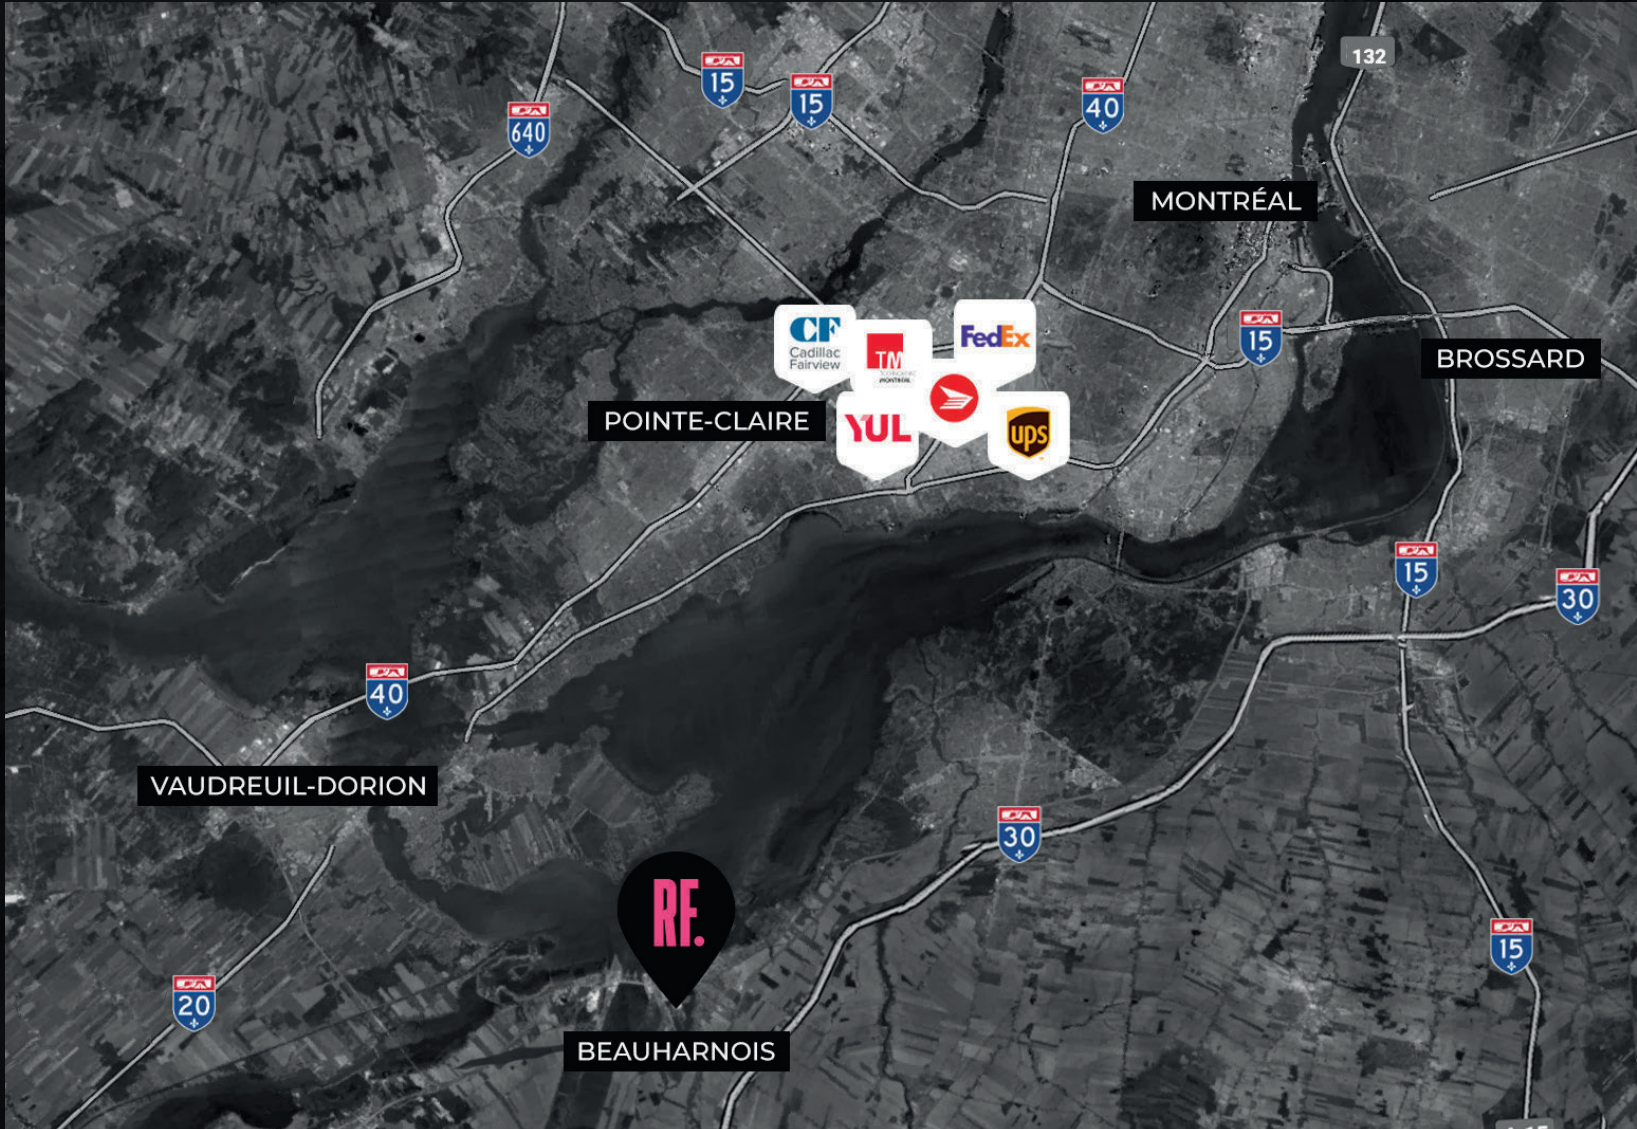 132
15
15
40
640
MONTRÉAL
CF
Cadillac
Fairview
TM
MONTRÉAL
FedEx
15
BROSSARD
POINTE-CLAIRE
YUL
ups
15
30
40
VAUDREUIL-DORION
30
RF.
15
20
BEAUHARNOIS